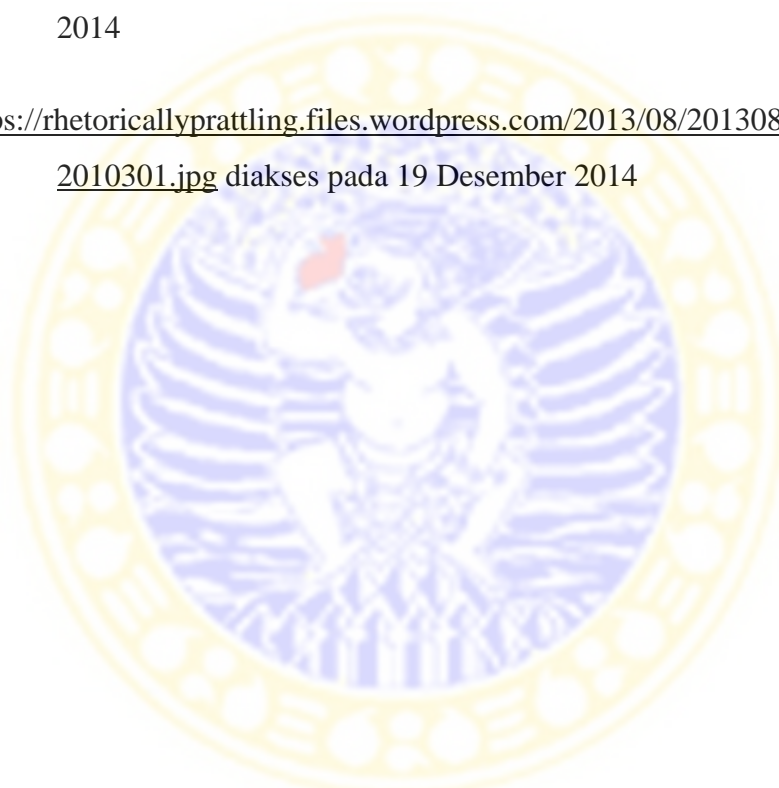 2014
ps://rhetoricallyprattling.files.wordpress.com/2013/08/201308
2010301.jpg diakses pada 19 Desember 2014